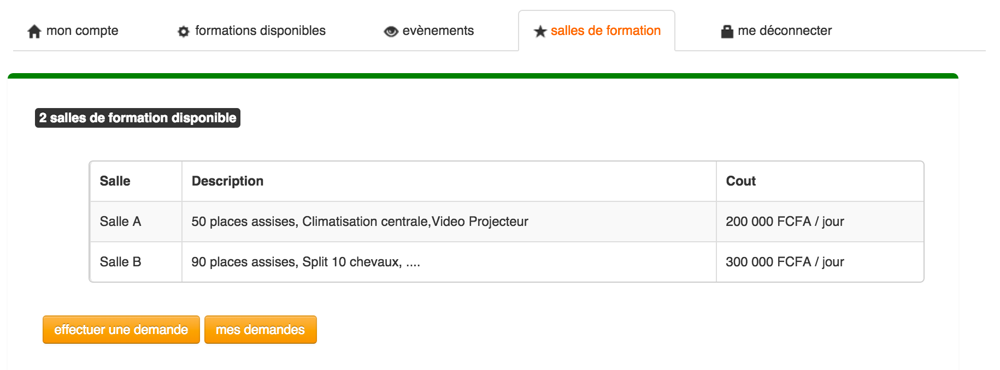 mon compte formations disponibles evènements salles de formation me déconnecter
2 salles de formation disponible
Salle Description Cout
Salle A 50 places assises, Climatisation centrale,Video Projecteur 200 000 FCFA / jour
Salle B 90 places assises, Split 10 chevaux, .... 300 000 FCFA / jour
effectuer une demande mes demandes